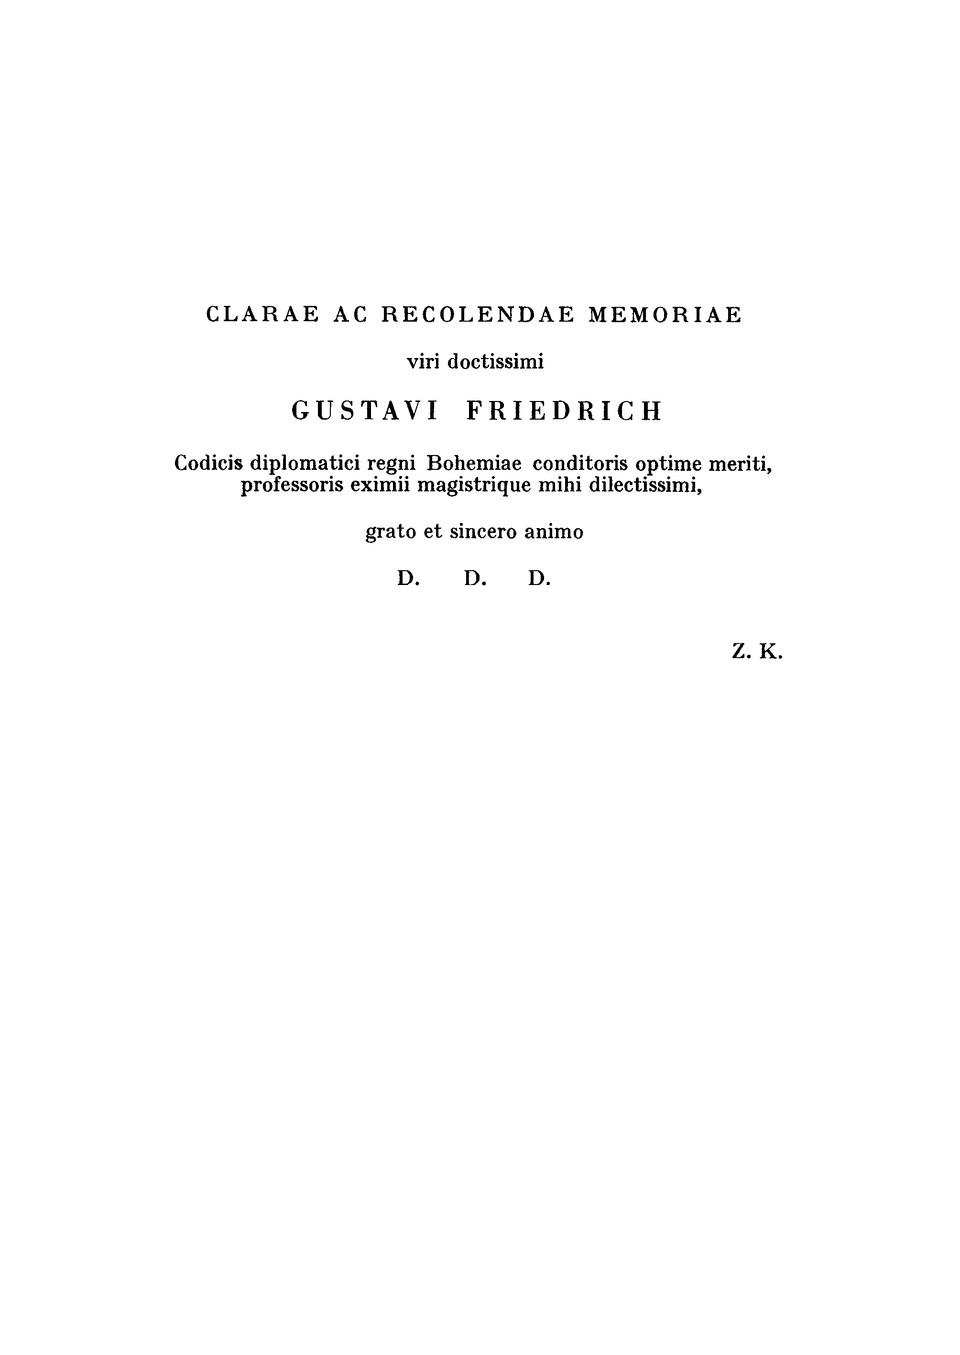 CLARAE AC RECOLENDAE MEMORIAE
viri doctissimi
GUSTAVI FRIEDRICH
Codicis diplomatici regni Bohemiae conditoris optime meriti,
professoris eximii magistrique mihi dilectissimi,
grato et sincero animo
D. D. D.
Z. K.